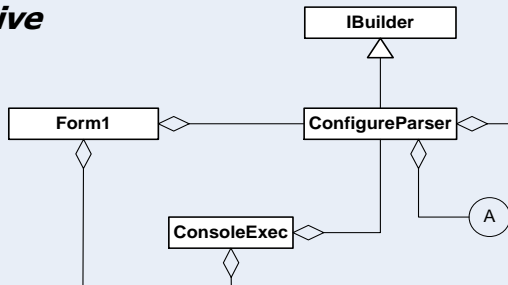 ive
IBuilder
Form1
ConfigureParser
ConsoleExec
A